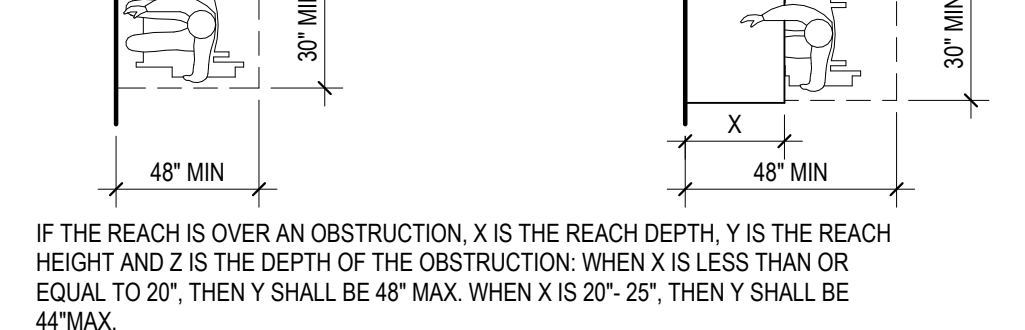 30" MIN
30" MIN
X
48" MIN
48" MIN
IF THE REACH IS OVER AN OBSTRUCTION, X IS THE REACH DEPTH, Y IS THE REACH
HEIGHT AND Z IS THE DEPTH OF THE OBSTRUCTION: WHEN X IS LESS THAN OR
EQUAL TO 20", THEN Y SHALL BE 48" MAX. WHEN X IS 20"- 25", THEN Y SHALL BE
44"MAX.